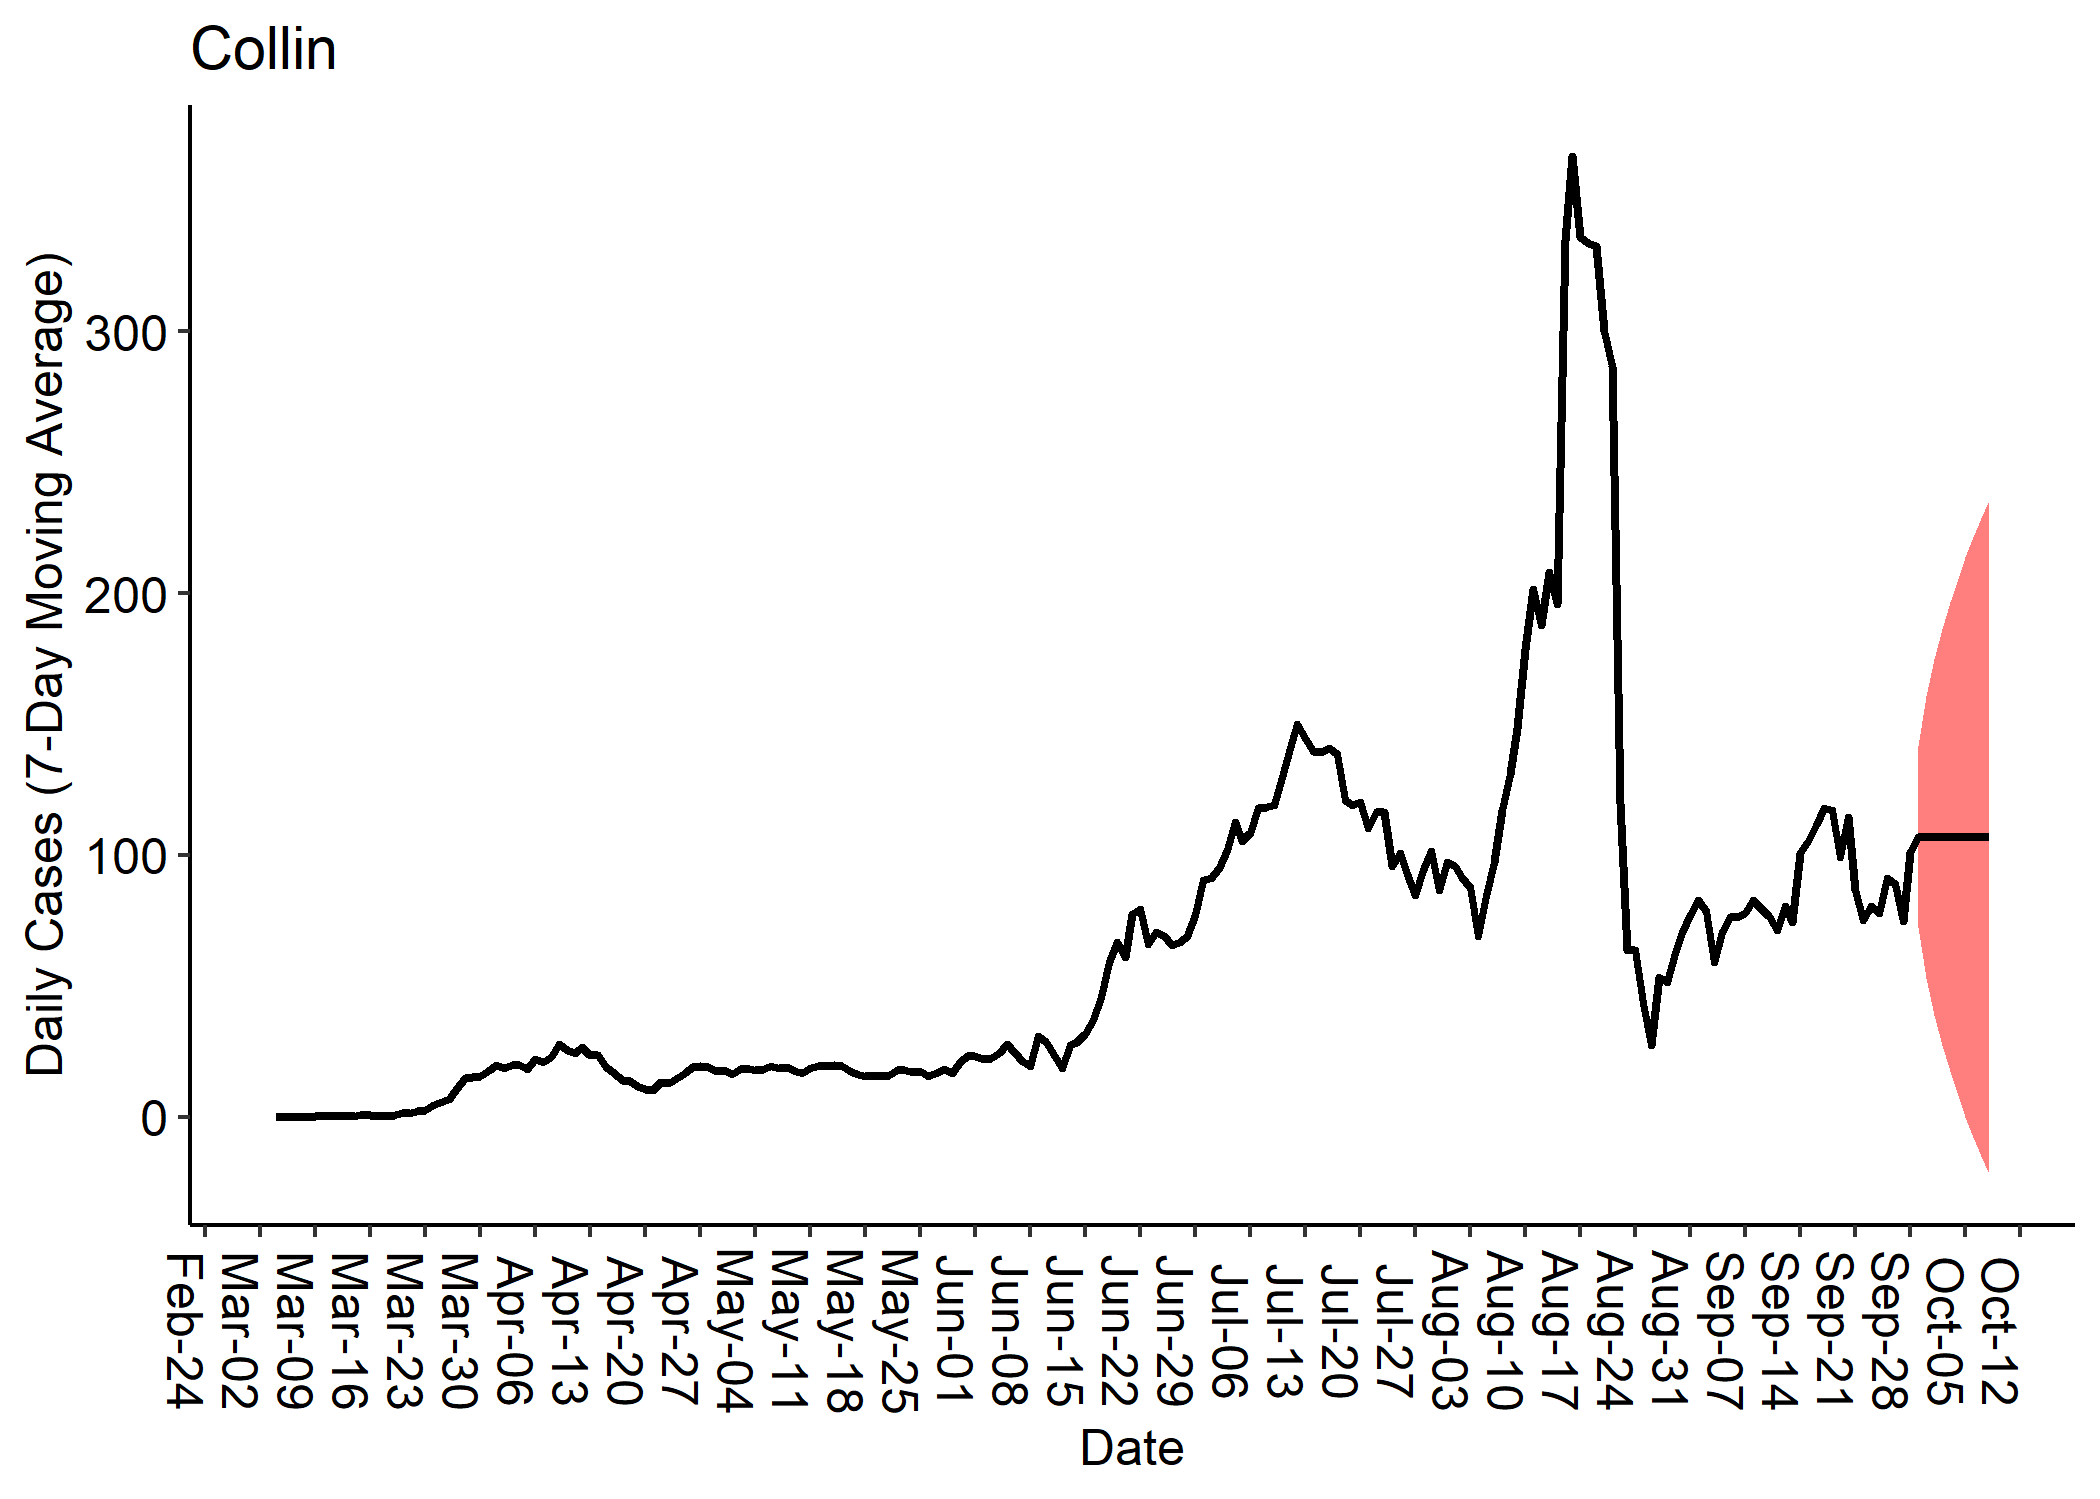 Collin
Daily Cases (7-Day Moving Average)
300
200
100
0
Feb-24
Mar-02
Mar-09
Mar-16
Mar-23
Mar-30
Apr-06
Apr-13
Apr-20
Apr-27
May-04
May-11
May-18
May-25
Jun-01
Jun-08
Jun-15
Jun-22
Jun-29
Jul-06
Jul-13
Jul-20
Jul-27
Aug-03
Aug-10
Aug-17
Aug-24
Aug-31
Sep-07
Sep-14
Sep-21
Sep-28
Oct-05
Oct-12
Date